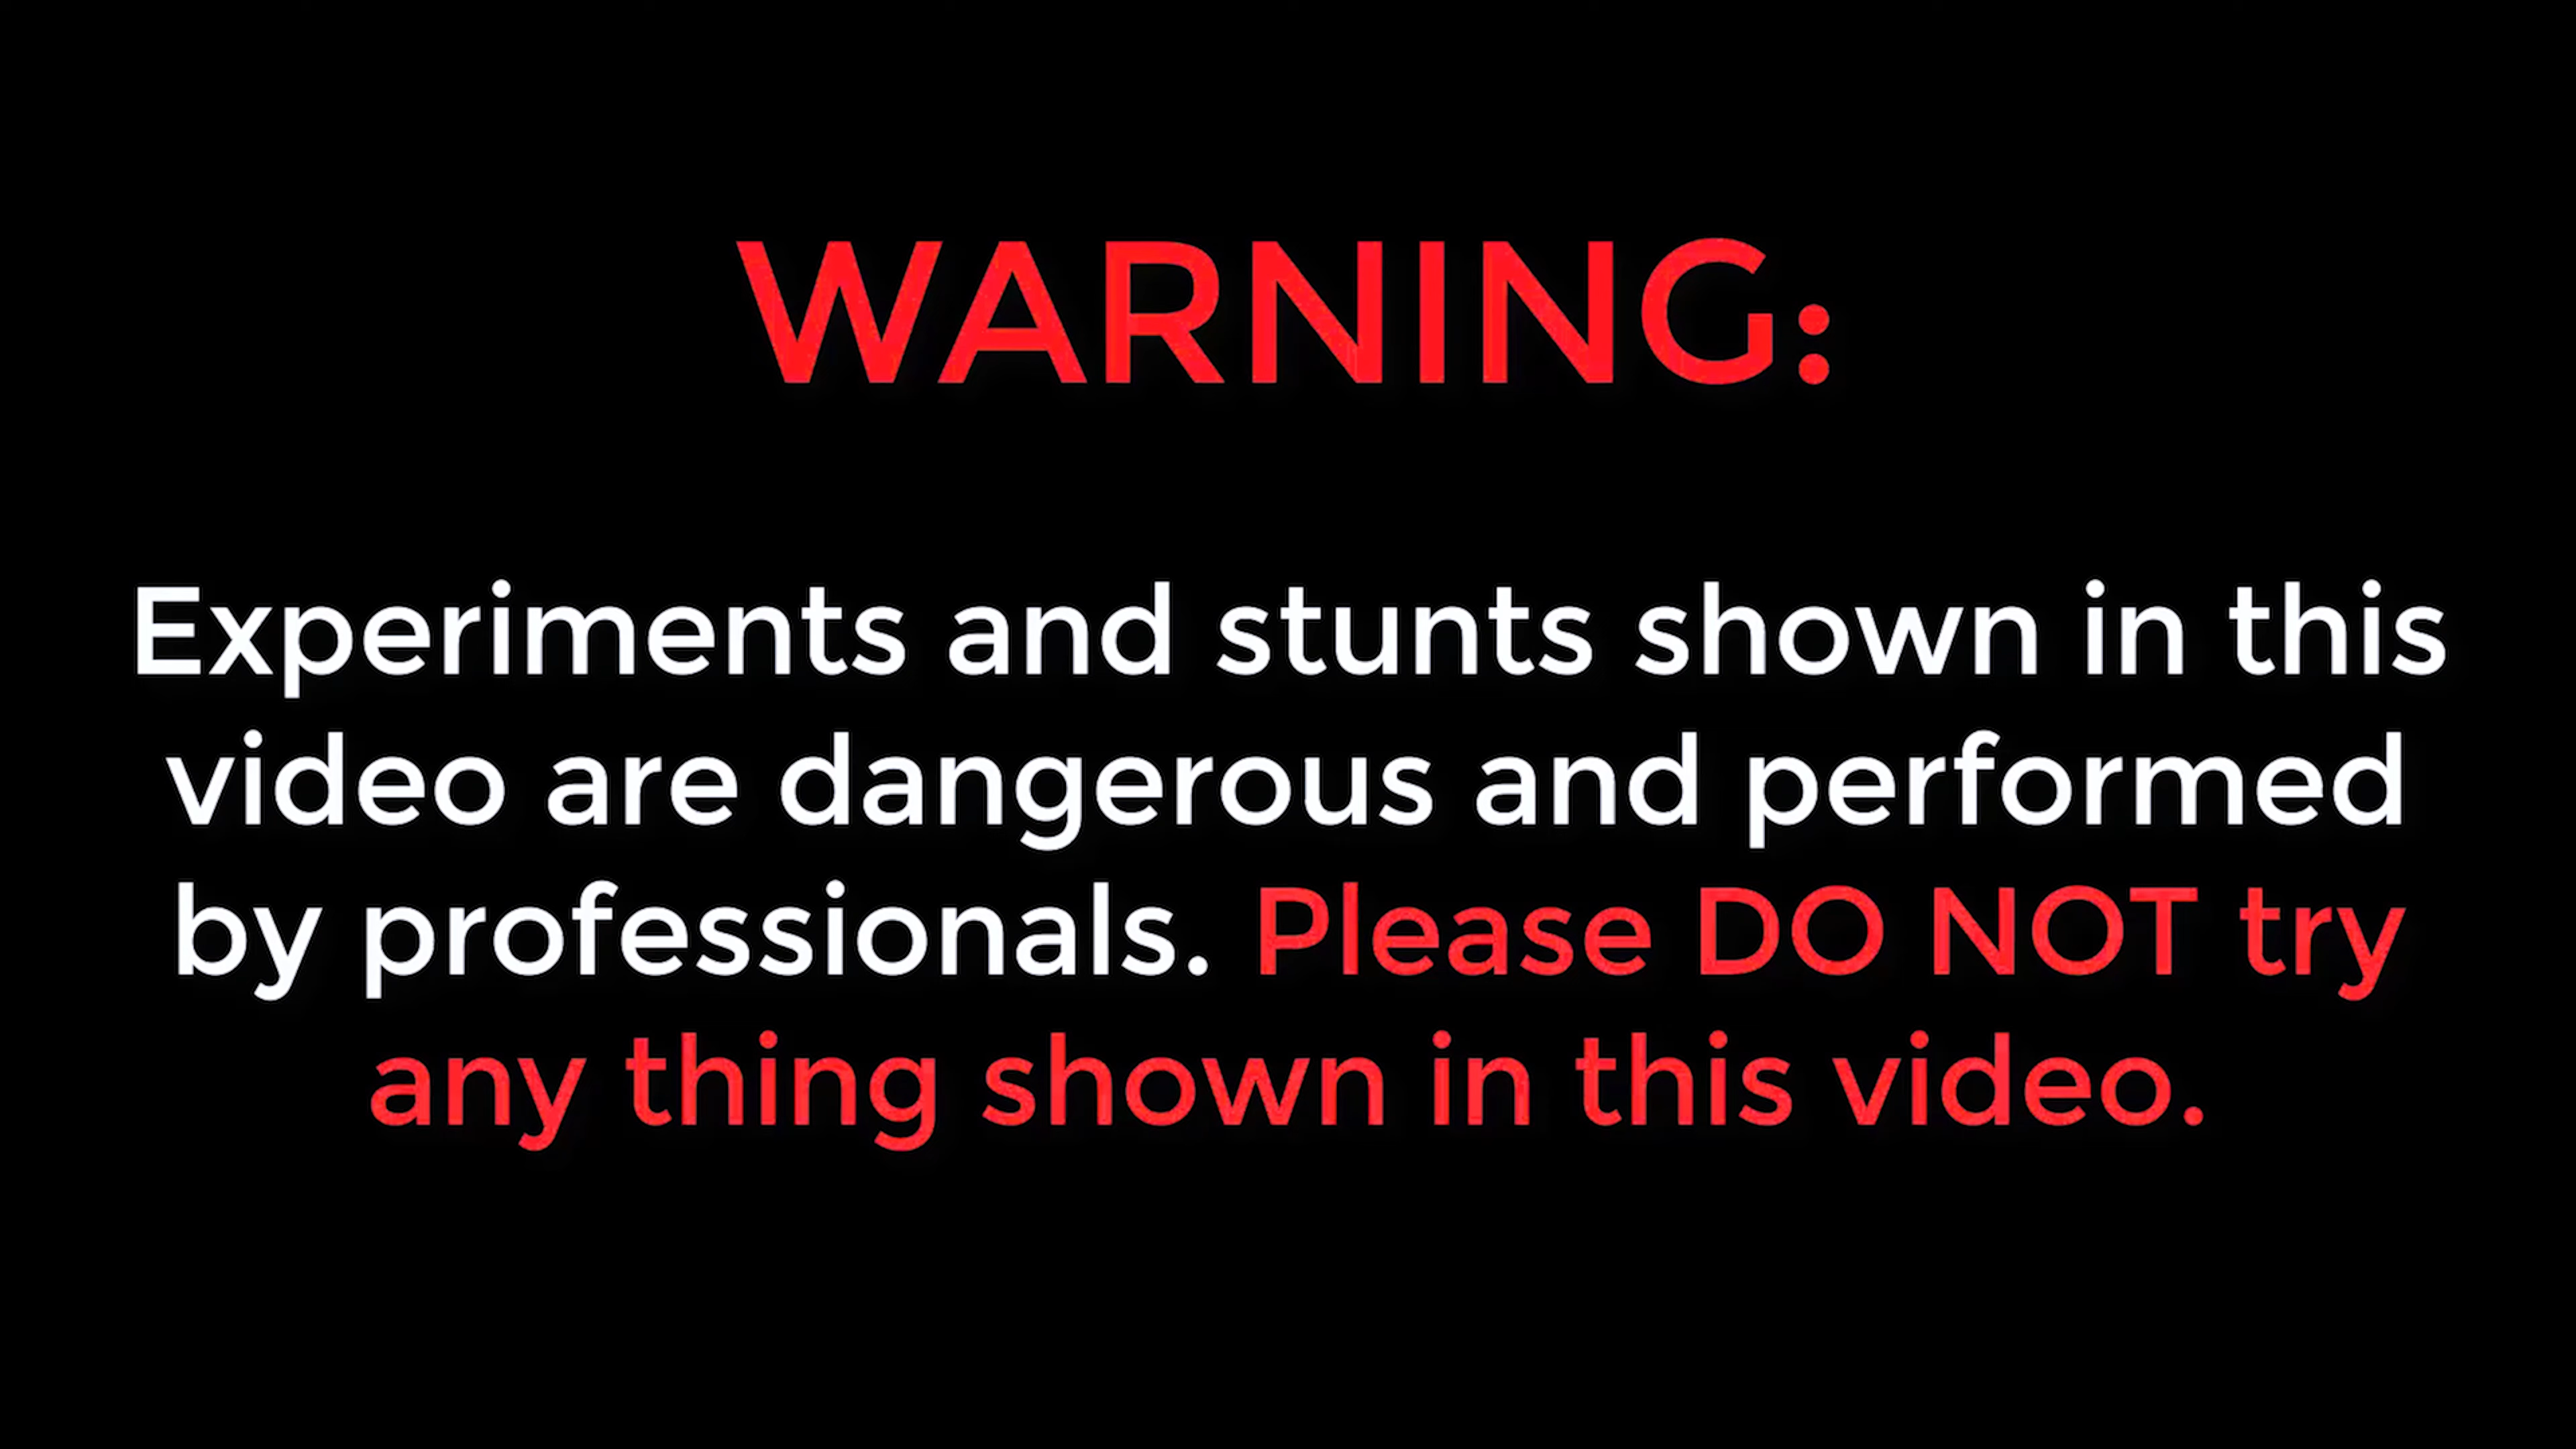 WARNING:
Experiments and stunts shown in this
video are dangerous and performed
by professionals. Please DO NOT try
any thing shown in this video.